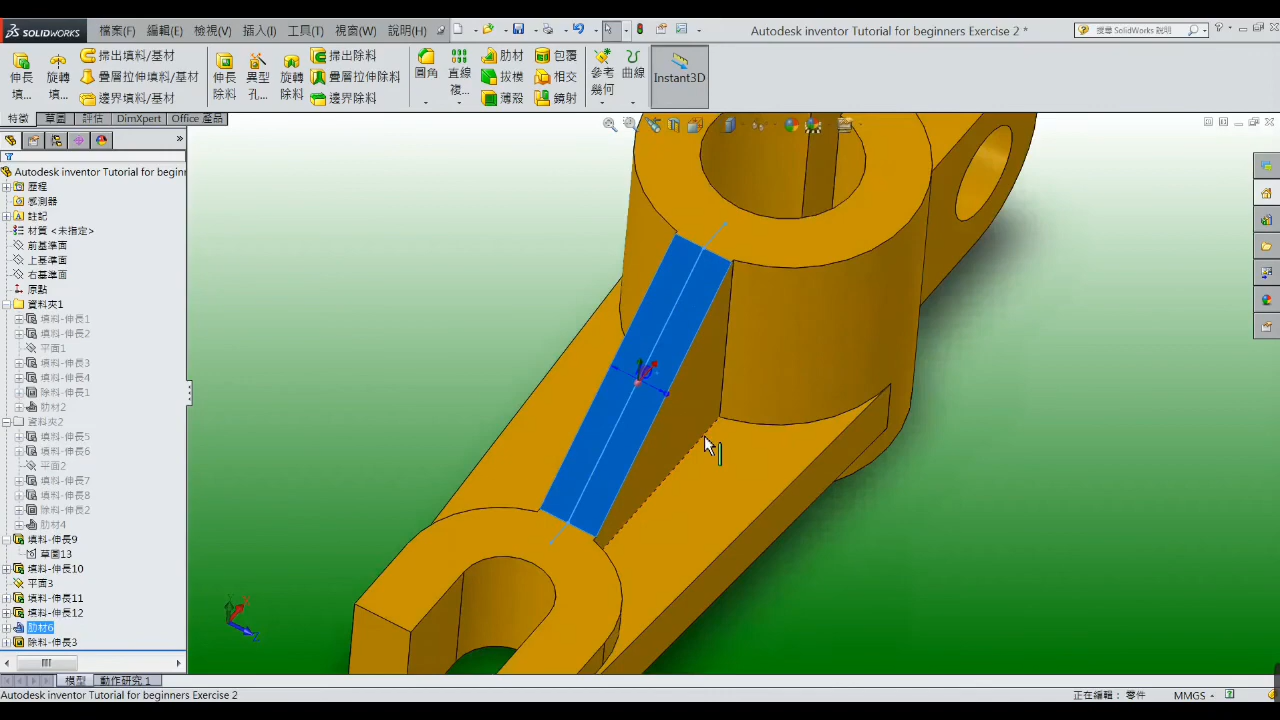 SOLIDWORKS 檔案(F) 編輯(E) 檢視(V) 插入(I) 工具(T) 視窗(W) 說明(H) Autodesk inventor Tutorial for beginners Exercise 2 * 搜尋 SolidWorks 說明
伸長填... 旋轉填... 掃出填料/基材 疊層拉伸填料/基材 邊界填料/基材 伸長除料 異型孔... 旋轉除料 掃出除料 疊層拉伸除料 邊界除料 圓角 直線複... 肋材 拔模 薄殼 包覆 相交 鏡射 參考幾何 曲線 Instant3D
特徵 草圖 評估 DimXpert Office 產品
Autodesk inventor Tutorial for beginn
歷程
感測器
註記
材質 <未指定>
前基準面
上基準面
右基準面
原點
資料夾1
填料-伸長1
填料-伸長2
平面1
填料-伸長3
填料-伸長4
除料-伸長1
肋材2
資料夾2
填料-伸長5
填料-伸長6
平面2
填料-伸長7
填料-伸長8
除料-伸長2
肋材4
填料-伸長9
草圖13
填料-伸長10
平面3
填料-伸長11
填料-伸長12
肋材6
除料-伸長3
模型 動作研究 1
Autodesk inventor Tutorial for beginners Exercise 2 正在編輯: 零件 MMGS